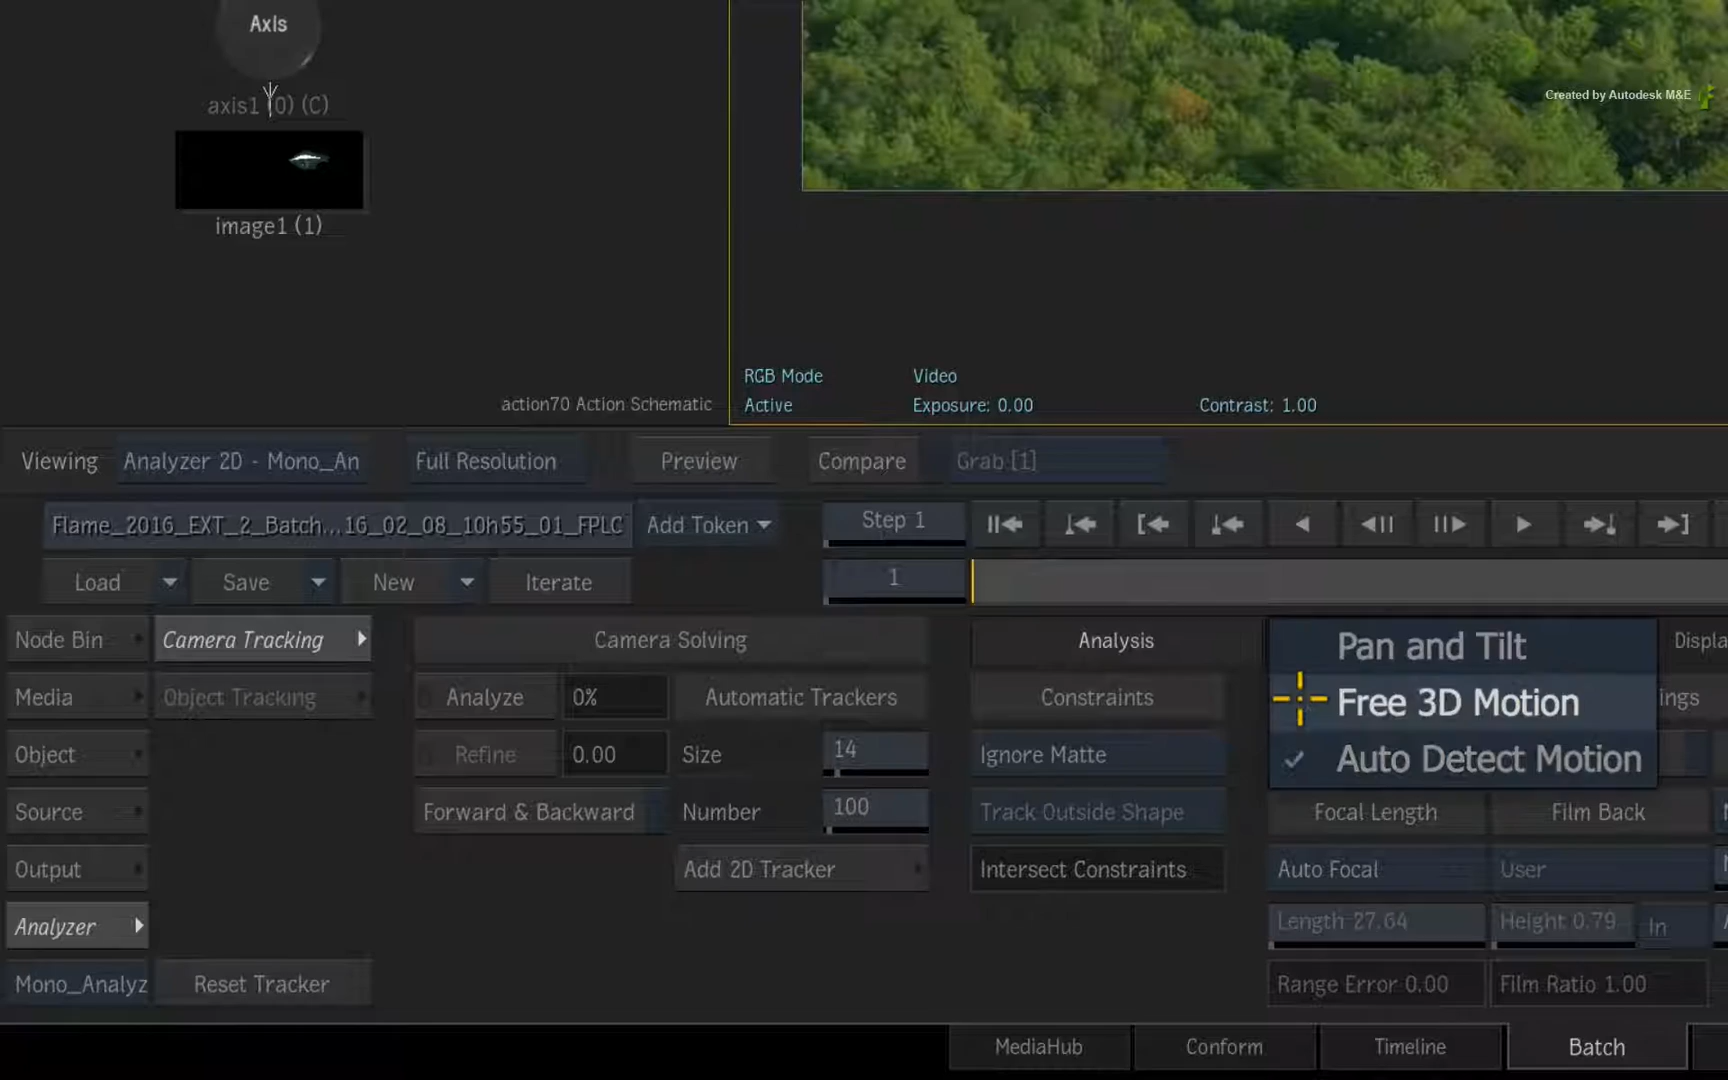 AxIs
axis1 (0) (C)
image1 (1)
Created by Autodesk M&E
RGB Mode Video
action70 Action Schematic Active Exposure: 0.00 Contrast: 1.00
Viewing Analyzer 2D - Mono_An Full Resolution Preview Compare Grab [1]
Flame_2016_EXT_2_Batch...16_02_08_10h55_01_FPLC Add Token Step 1
Load Save New Iterate 1
Node Bin Camera Tracking Camera Solving Analysis Pan and Tilt Displa
Media Object Tracking Analyze 0% Automatic Trackers Constraints Free 3D Motion ings
Object Refine 0.00 Size 14 Ignore Matte Auto Detect Motion
Source Forward & Backward Number 100 Track Outside Shape Focal Length Film Back
Output Add 2D Tracker Intersect Constraints Auto Focal User
Analyzer Length 27.64 Height 0.79 In
Mono_Analyz Reset Tracker Range Error 0.00 Film Ratio 1.00
MediaHub Conform Timeline Batch